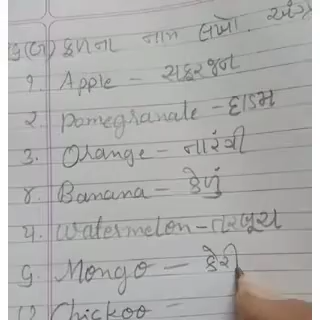 ફળના નામ લખો.
૧. Apple - સફરજન
૨. Pomegranate - દાડમ
૩. Orange - નારંગી
૪. Banana - કેળું
૫. Watermelon - તરબૂચ
૬. Mongo - કેરી
Chickoo -